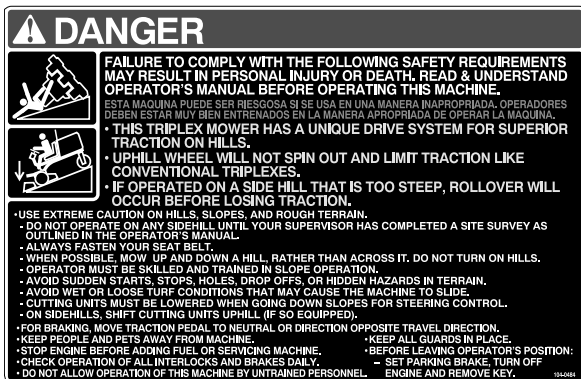 DANGER
FAILURE TO COMPLY WITH THE FOLLOWING SAFETY REQUIREMENTS
MAY RESULT IN PERSONAL INJURY OR DEATH. READ & UNDERSTAND
OPERATOR'S MANUAL BEFORE OPERATING THIS MACHINE.
ESTA MAQUINA PUEDE SER RIESGOSA SI SE USA EN UNA MANERA INAPROPRIADA. OPERADORES
DEBEN ESTAR MUY BIEN ENTRENADOS EN LA MANERA APROPRIADA DE OPERAR LA MAQUINA.
• THIS TRIPLEX MOWER HAS A UNIQUE DRIVE SYSTEM FOR SUPERIOR
TRACTION ON HILLS.
• UPHILL WHEEL WILL NOT SPIN OUT AND LIMIT TRACTION LIKE
CONVENTIONAL TRIPLEXES.
• IF OPERATED ON A SIDE HILL THAT IS TOO STEEP, ROLLOVER WILL
OCCUR BEFORE LOSING TRACTION.
•USE EXTREME CAUTION ON HILLS, SLOPES, AND ROUGH TERRAIN.
- DO NOT OPERATE ON ANY SIDEHILL UNTIL YOUR SUPERVISOR HAS COMPLETED A SITE SURVEY AS
OUTLINED IN THE OPERATOR'S MANUAL.
- ALWAYS FASTEN YOUR SEAT BELT.
- WHEN POSSIBLE, MOW UP AND DOWN A HILL, RATHER THAN ACROSS IT. DO NOT TURN ON HILLS.
- OPERATOR MUST BE SKILLED AND TRAINED IN SLOPE OPERATION.
- AVOID SUDDEN STARTS, STOPS, HOLES, DROP OFFS, OR HIDDEN HAZARDS IN TERRAIN.
- AVOID WET OR LOOSE TURF CONDITIONS THAT MAY CAUSE THE MACHINE TO SLIDE.
- CUTTING UNITS MUST BE LOWERED WHEN GOING DOWN SLOPES FOR STEERING CONTROL.
- ON SIDEHILLS, SHIFT CUTTING UNITS UPHILL (IF SO EQUIPPED).
•FOR BRAKING, MOVE TRACTION PEDAL TO NEUTRAL OR DIRECTION OPPOSITE TRAVEL DIRECTION.
•KEEP PEOPLE AND PETS AWAY FROM MACHINE.
•STOP ENGINE BEFORE ADDING FUEL OR SERVICING MACHINE,
•CHECK OPERATION OF ALL INTERLOCKS AND BRAKES DAILY.
• DO NOT ALLOW OPERATION OF THIS MACHINE BY UNTRAINED PERSONNEL.
•KEEP ALL GUARDS IN PLACE.
•BEFORE LEAVING OPERATOR'S POSITION:
– SET PARKING BRAKE, TURN OFF
ENGINE AND REMOVE KEY.
104-0484